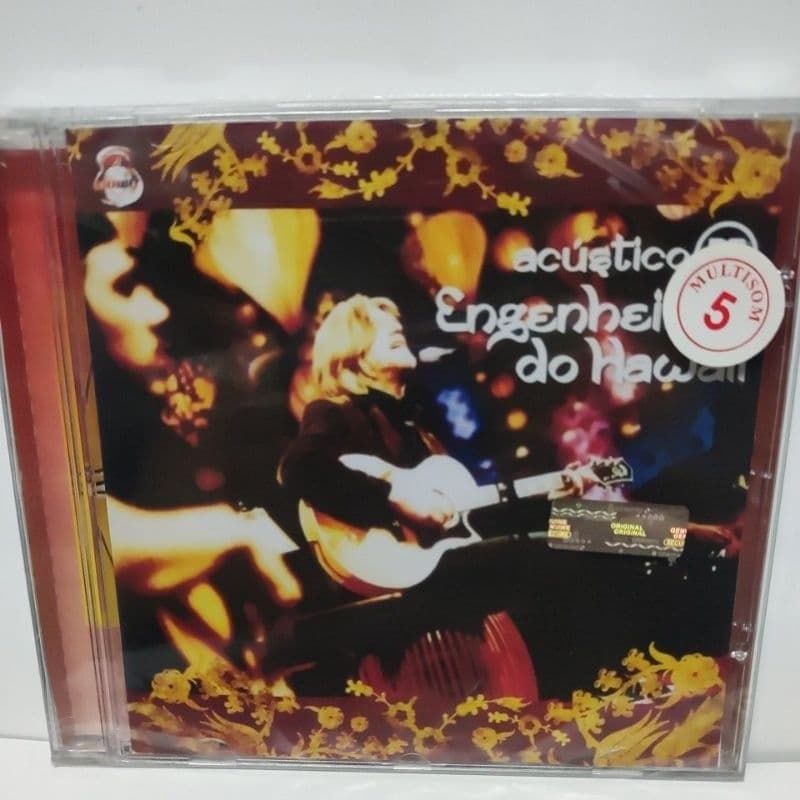 acústico
Engenhei
do Hawaii
MULTISOM
5
ORIGINAL
ORIGINAL